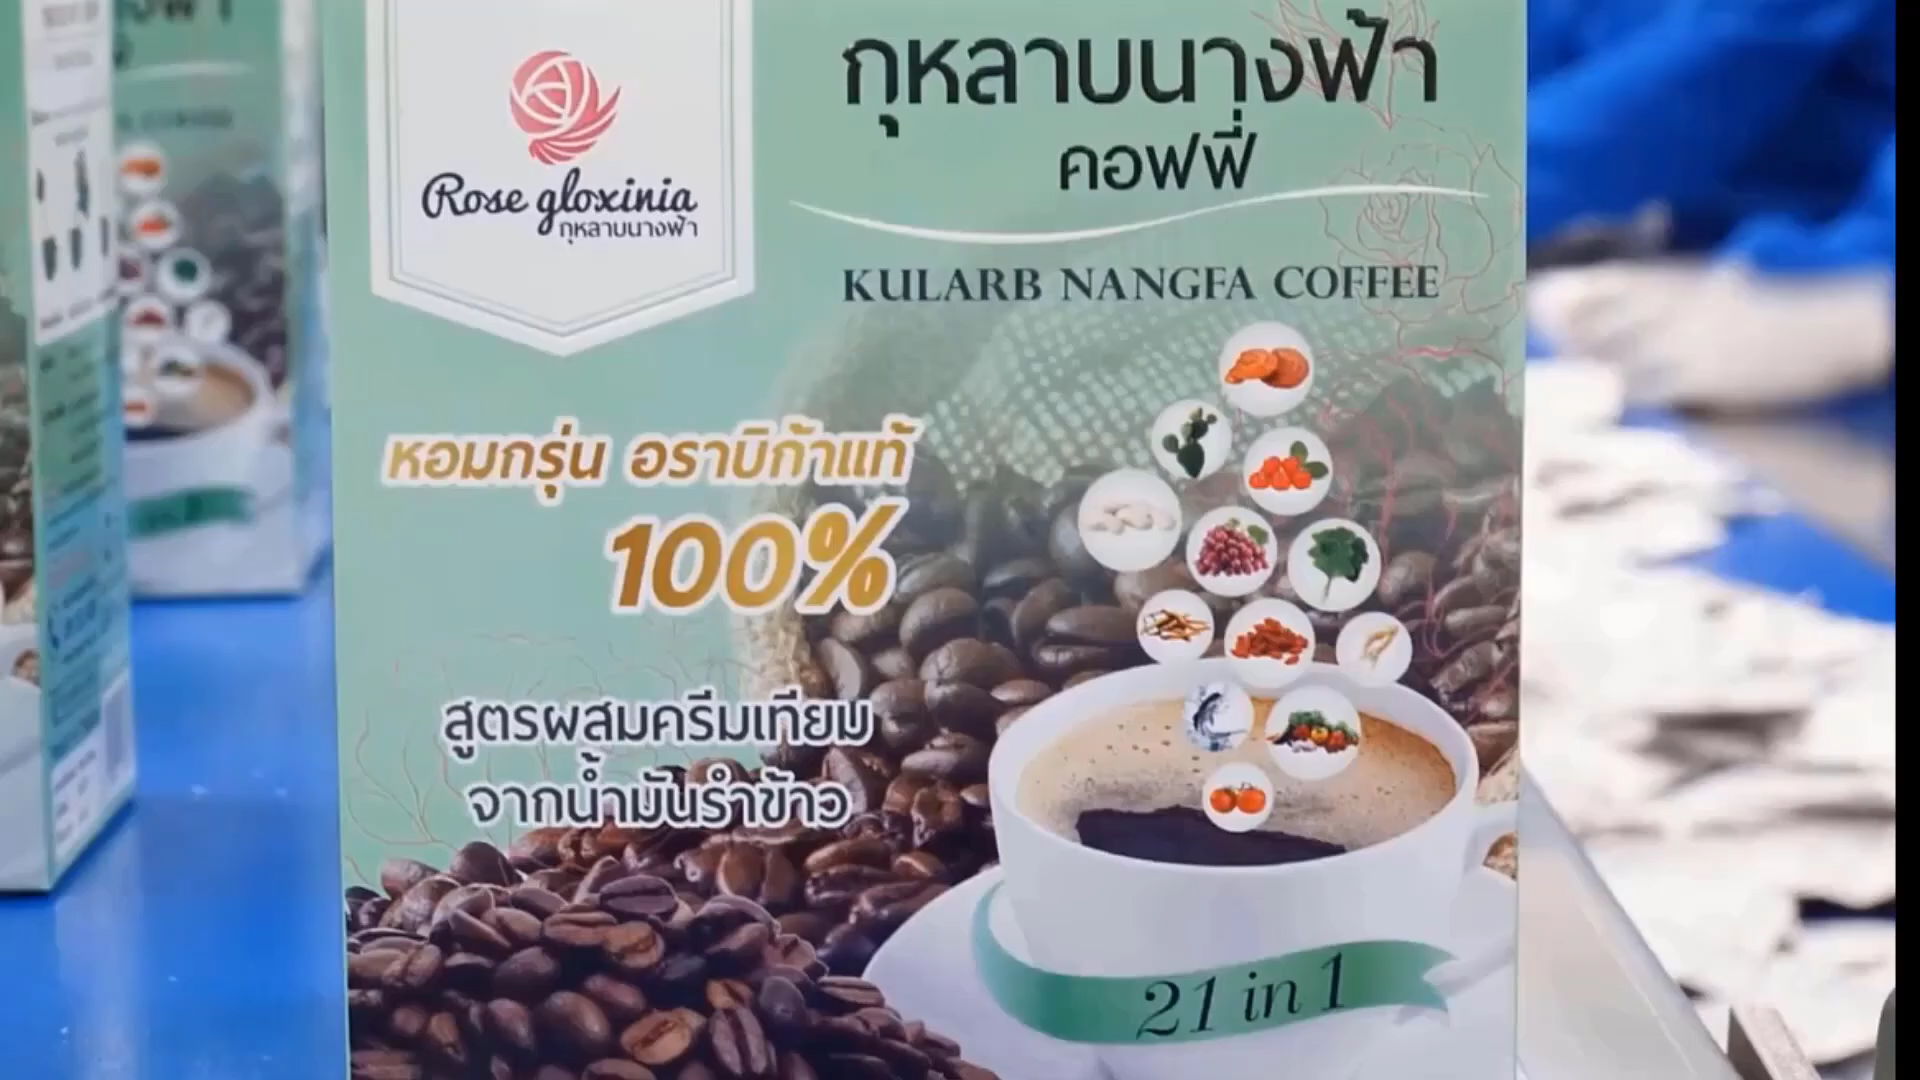 Rose gloxinia
กุหลาบนางฟ้า
กุหลาบนางฟ้า
คอฟฟี่
KULARB NANGFA COFFEE
หอมกรุ่น อราบิก้าแท้
100%
สูตรผสมครีมเทียม
จากน้ำมันรำข้าว
21 in 1